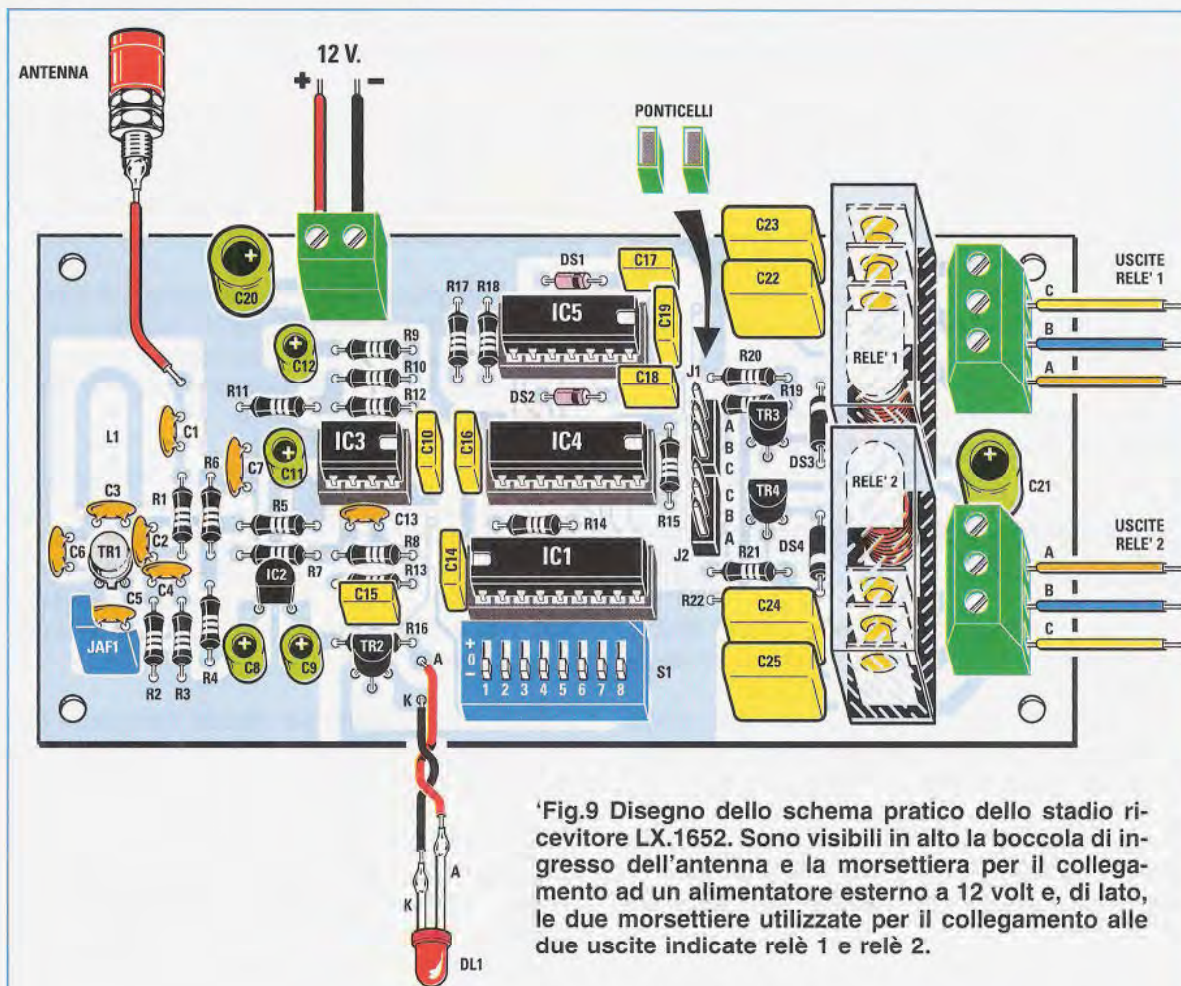 ANTENNA
12 V.
+ −
PONTICELLI
C20
DS1
C17
C23
C22
USCITE
RELE' 1
C
B
A
R17 R18
IC5
C19
C12
R9
R10
R12
R11
C18
DS2
J1
R20
R19
TR3
RELE' 1
A
B
C
L1
C1
C7
C11
IC3
C10
C16
IC4
R15
DS3
C3
R1
R6
R5
C13
C
B
A
TR4
RELE' 2
C21
C6
TR1
C2
R7
R8
R14
J2
R21
DS4
USCITE
RELE' 2
A
B
C
C4
IC2
R13
C14
IC1
C5
C15
R22
C24
JAF1
R2 R3 R4
C8
C9
TR2
R16
A
K
+
0
−
1 2 3 4 5 6 7 8
S1
C25
K
A
DL1
'Fig.9 Disegno dello schema pratico dello stadio ri-
cevitore LX.1652. Sono visibili in alto la boccola di in-
gresso dell'antenna e la morsettiera per il collega-
mento ad un alimentatore esterno a 12 volt e, di lato,
le due morsettiere utilizzate per il collegamento alle
due uscite indicate relè 1 e relè 2.